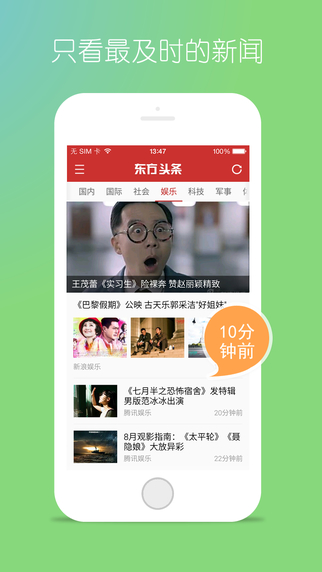 只看最及时的新闻
无 SIM 卡
13:47
100%
东方头条
国内 国际 社会 娱乐 科技 军事
王茂蕾《实习生》险裸奔 赞赵丽颖精致
《巴黎假期》公映 古天乐郭采洁"好姐妹"
10分
钟前
新浪娱乐
《七月半之恐怖宿舍》发特辑
男版范冰冰出演
腾讯娱乐 20分钟前
8月观影指南：《太平轮》《聂
隐娘》大放异彩
腾讯娱乐 22分钟前